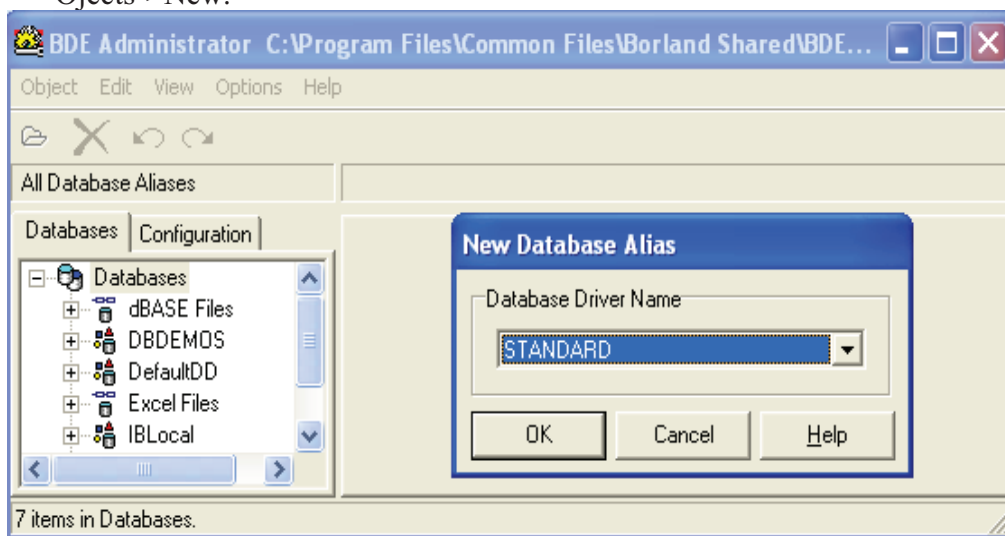 Ojects > New.
BDE Administrator C:\Program Files\Common Files\Borland Shared\BDE...
Object Edit View Options Help
All Database Aliases
Databases Configuration
Databases
dBASE Files
DBDEMOS
DefaultDD
Excel Files
IBLocal
New Database Alias
Database Driver Name
STANDARD
OK Cancel Help
7 items in Databases.